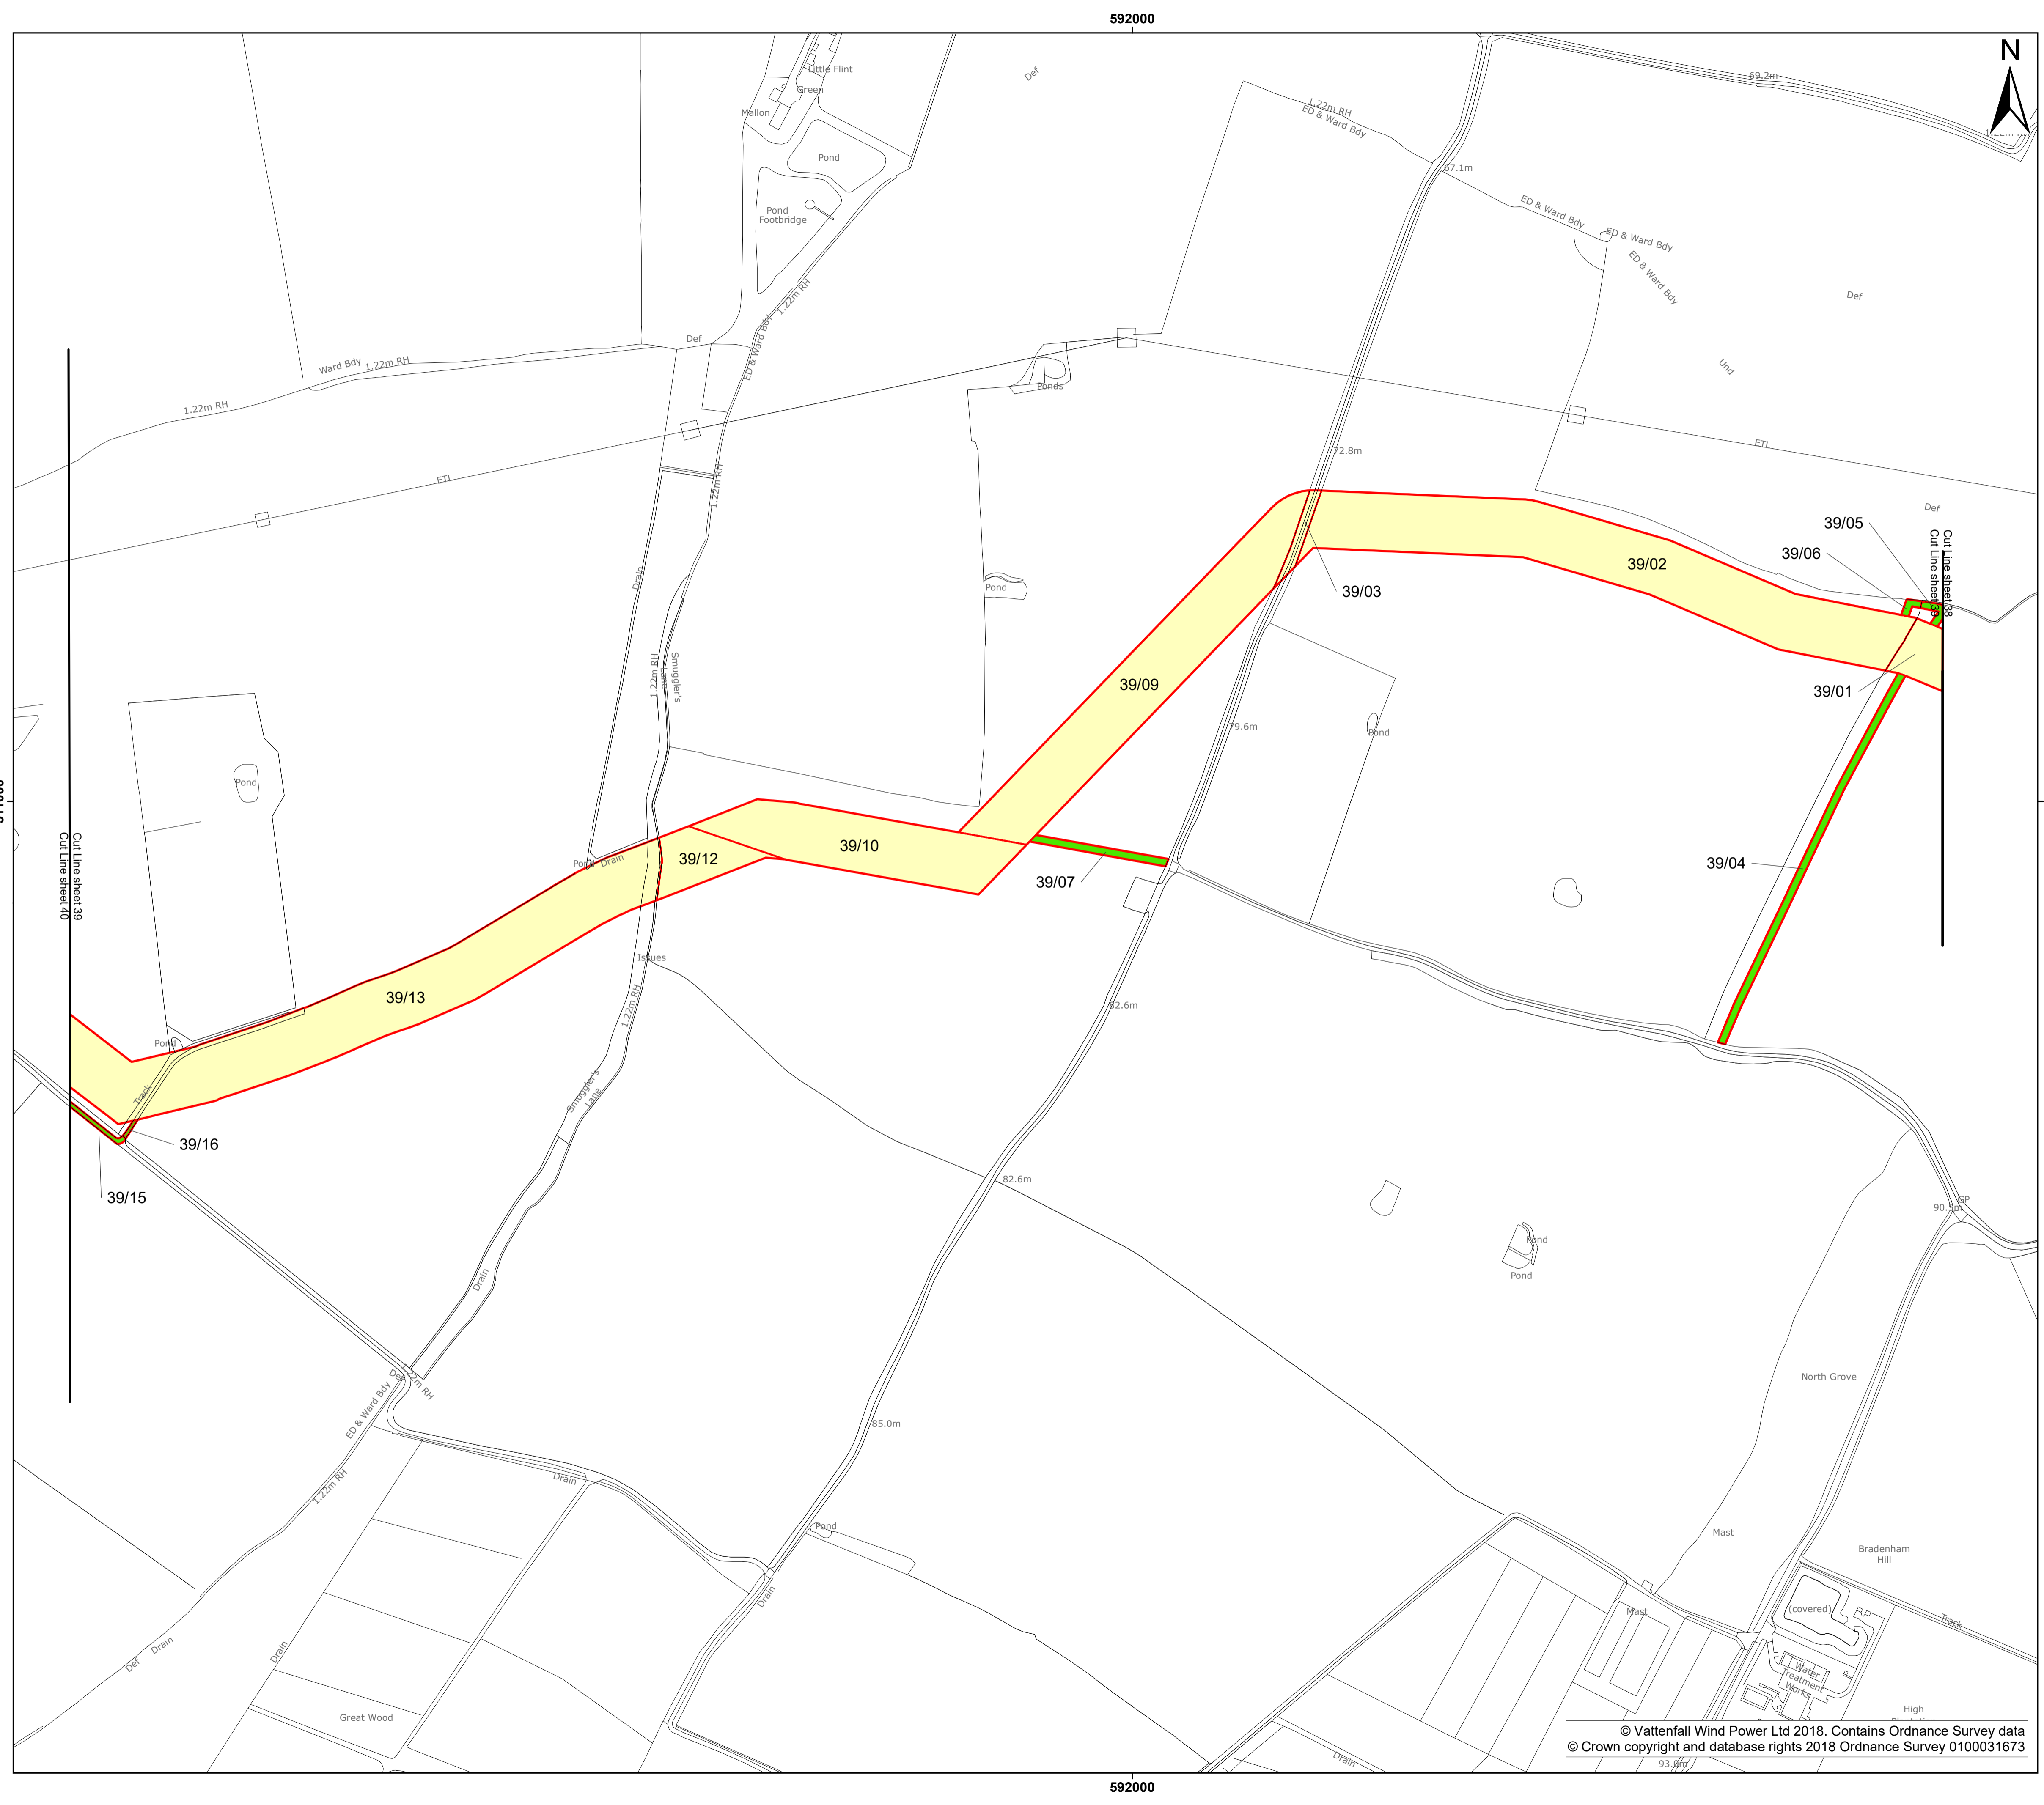 592000
N
Little Flint
Green
Mallon
Pond
Pond
Footbridge
Def
1.22m RH
ED & Ward Bdy
67.1m
69.2m
ED & Ward Bdy
ED & Ward Bdy
ED & Ward Bdy
Def
Und
1.22m RH
ED & Ward Bdy
Def
Ward Bdy
1.22m RH
1.22m RH
Ponds
ETL
ETL
72.8m
1.22m RH
Def
39/05
39/06
Cut Line sheet 38
39/02
39/03
39/01
Drain
Pond
1.22m RH
Smuggler's
Lane
39/09
79.6m
Pond
Pond
Cut Line sheet 39
Cut Line sheet 40
39/10
39/12
Drain
39/07
39/04
Issues
39/13
1.22m RH
82.6m
Pond
Track
Smuggler's
Lane
39/16
39/15
82.6m
GP
Pond
Pond
Drain
North Grove
ED & Ward Bdy
1.22m RH
85.0m
Drain
Pond
Mast
Bradenham
Hill
Drain
Mast
(covered)
Track
Def
Drain
Drain
Water
Treatment
Works
Great Wood
High
Drain
93.0m
© Vattenfall Wind Power Ltd 2018. Contains Ordnance Survey data
© Crown copyright and database rights 2018 Ordnance Survey 0100031673
592000